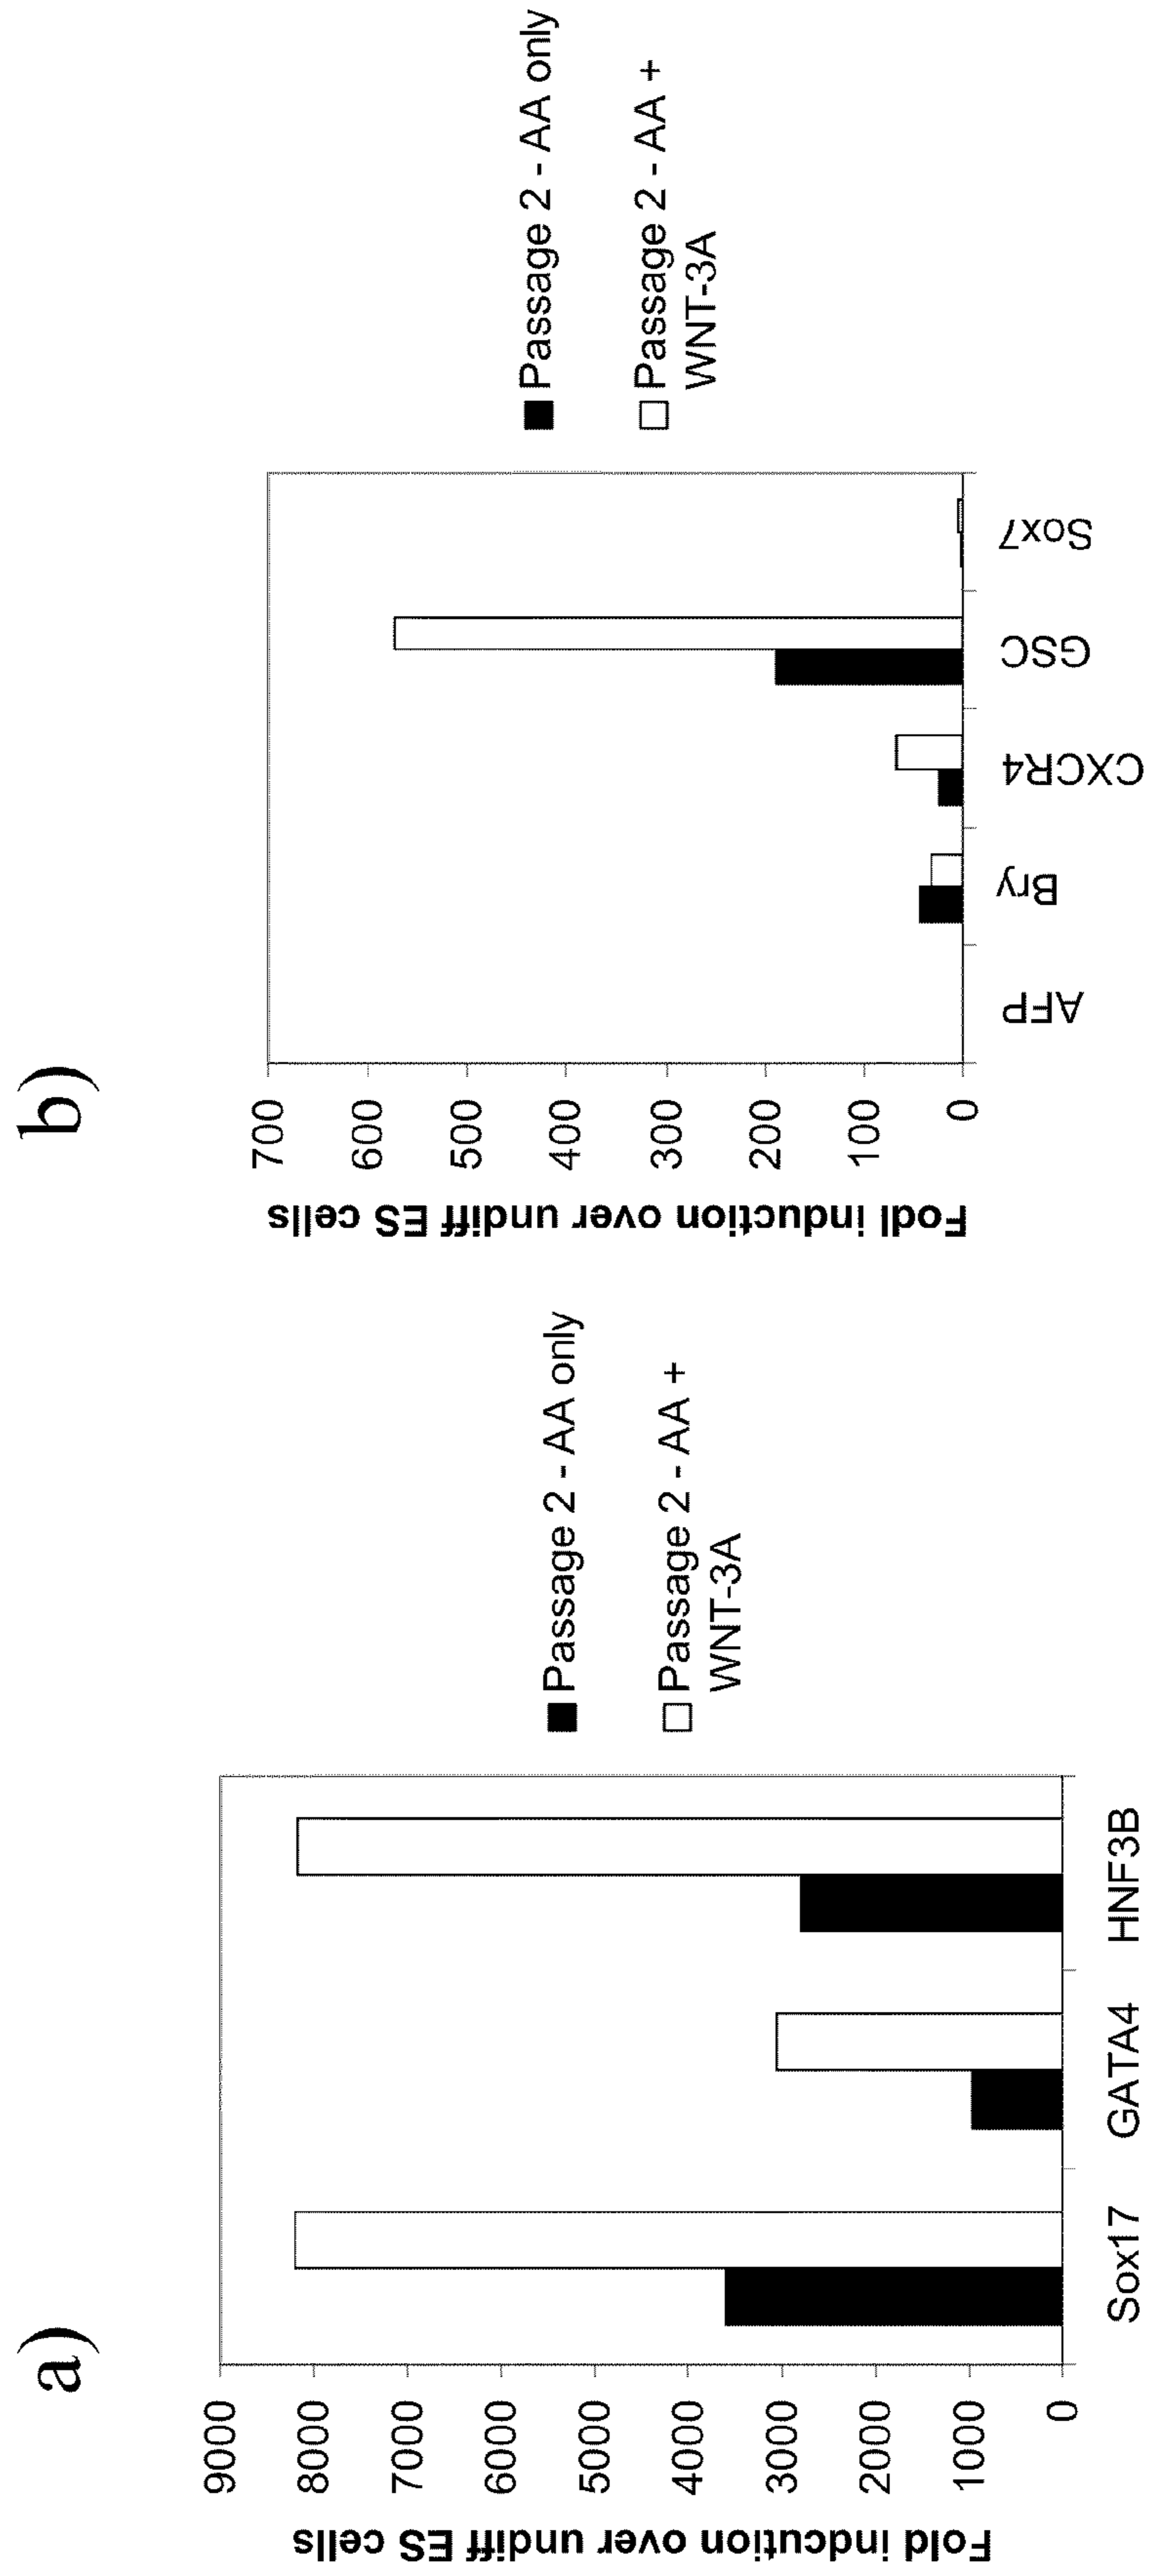 a)
Fold indcution over undiff ES cells
9000
8000
7000
6000
5000
4000
3000
2000
1000
0
Sox17
GATA4
HNF3B
Passage 2 - AA only
Passage 2 - AA +
WNT-3A
b)
Fodl induction over undiff ES cells
700
600
500
400
300
200
100
0
AFP
Bry
CXCR4
GSC
Sox7
Passage 2 - AA only
Passage 2 - AA +
WNT-3A